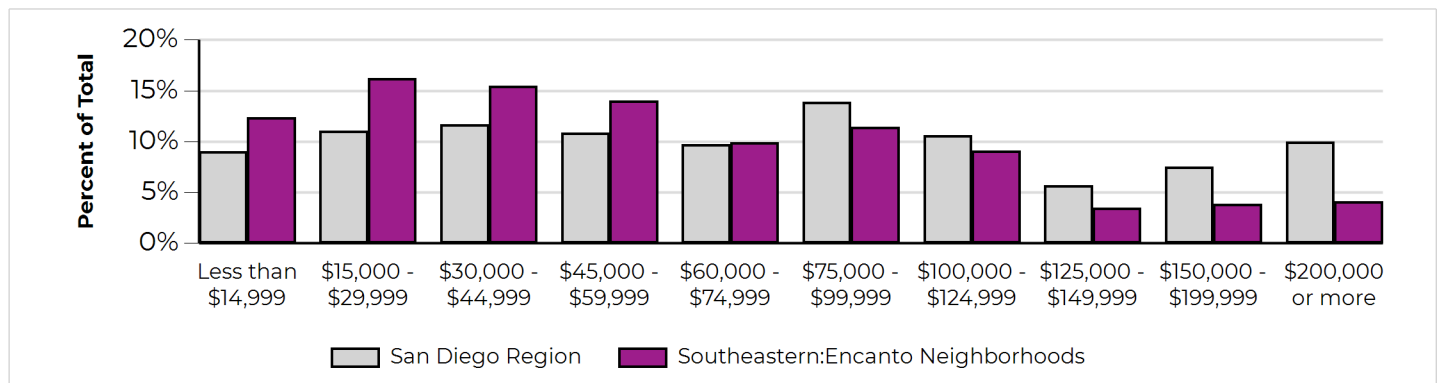 20%
15%
10%
5%
0%
Percent of Total
Less than $15,000 - $30,000 - $45,000 - $60,000 - $75,000 - $100,000 - $125,000 - $150,000 - $200,000
$14,999 $29,999 $44,999 $59,999 $74,999 $99,999 $124,999 $149,999 $199,999 or more
San Diego Region Southeastern:Encanto Neighborhoods